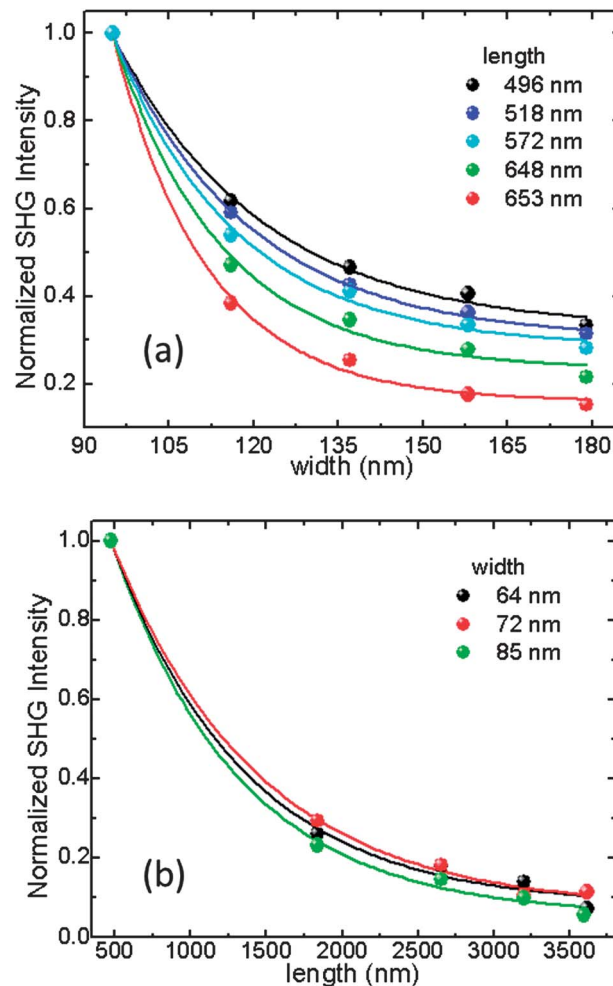 Normalized SHG Intensity
1.0
0.8
0.6
0.4
0.2
length
496 nm
518 nm
572 nm
648 nm
653 nm
(a)
90 105 120 135 150 165 180
width (nm)
Normalized SHG Intensity
1.0
0.8
0.6
0.4
0.2
0.0
width
64 nm
72 nm
85 nm
(b)
500 1000 1500 2000 2500 3000 3500
length (nm)